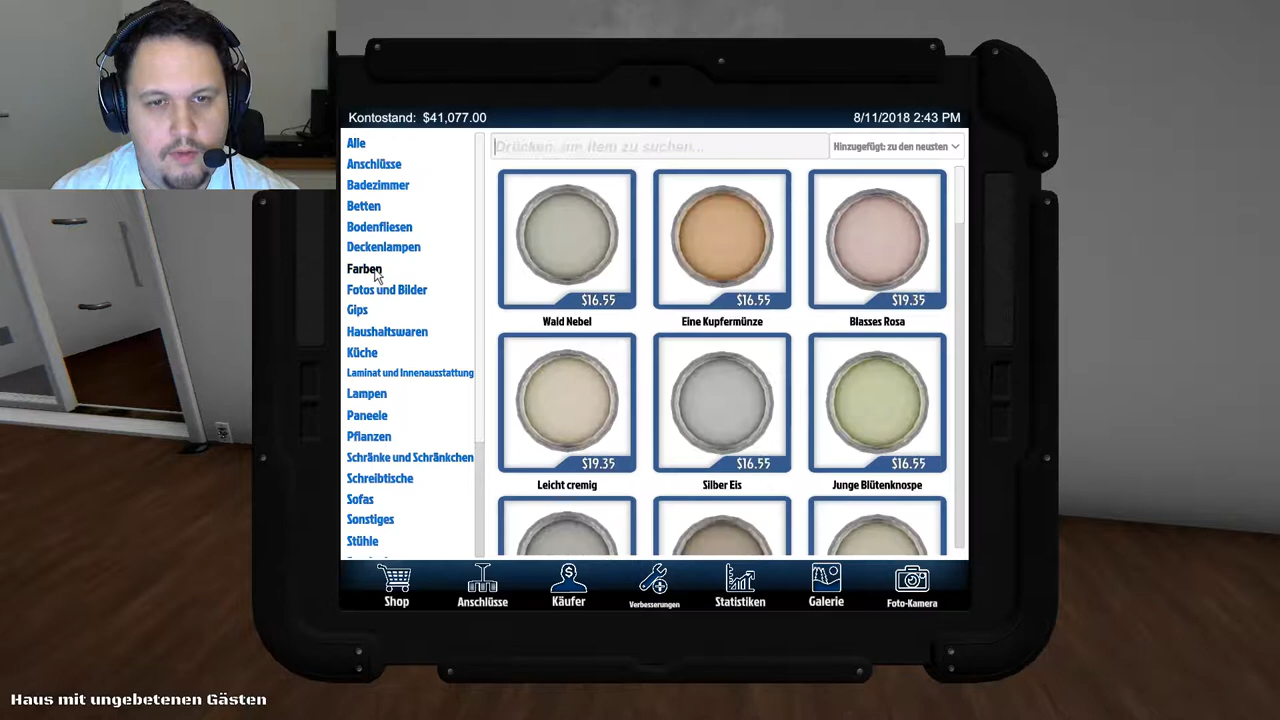 Kontostand: $41,077.00
8/11/2018 2:43 PM
Alle
Anschlüsse
Badezimmer
Betten
Bodenfliesen
Deckenlampen
Farben
Fotos und Bilder
Gips
Haushaltswaren
Küche
Laminat und Innenausstattung
Lampen
Paneele
Pflanzen
Schränke und Schränkchen
Schreibtische
Sofas
Sonstiges
Stühle
Drücken, um Item zu suchen...
Hinzugefügt: zu den neusten
$16.55
$16.55
$19.35
Wald Nebel
Eine Kupfermünze
Blasses Rosa
$19.35
$16.55
$16.55
Leicht cremig
Silber Eis
Junge Blütenknospe
Shop
Anschlüsse
Käufer
Verbesserungen
Statistiken
Galerie
Foto-Kamera
Haus mit ungebetenen Gästen